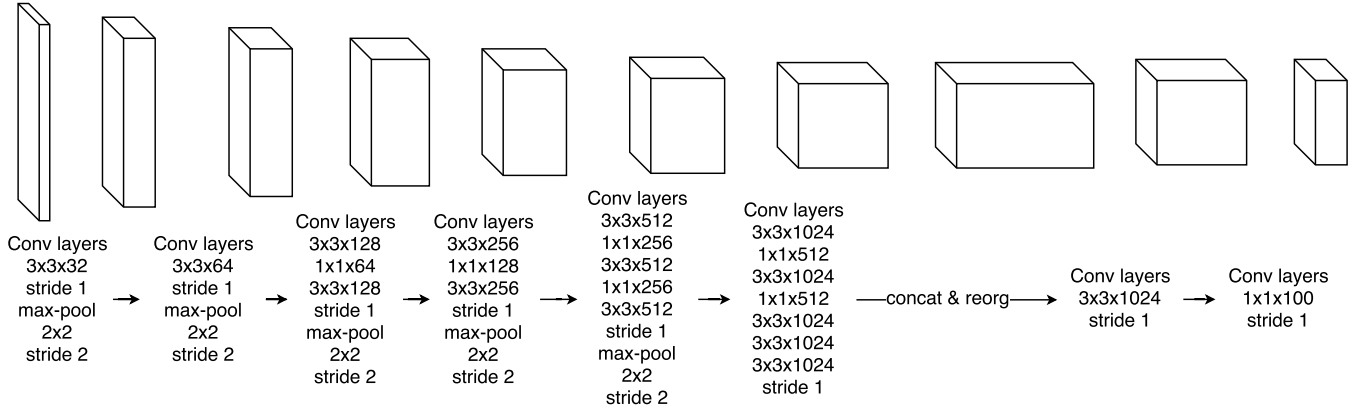 Conv layers
3x3x32
stride 1
max-pool
2x2
stride 2
Conv layers
3x3x64
stride 1
max-pool
2x2
stride 2
Conv layers
3x3x128
1x1x64
3x3x128
stride 1
max-pool
2x2
stride 2
Conv layers
3x3x256
1x1x128
3x3x256
stride 1
max-pool
2x2
stride 2
Conv layers
3x3x512
1x1x256
3x3x512
1x1x256
3x3x512
stride 1
max-pool
2x2
stride 2
Conv layers
3x3x1024
1x1x512
3x3x1024
1x1x512
3x3x1024
3x3x1024
3x3x1024
stride 1
concat & reorg
Conv layers
3x3x1024
stride 1
Conv layers
1x1x100
stride 1